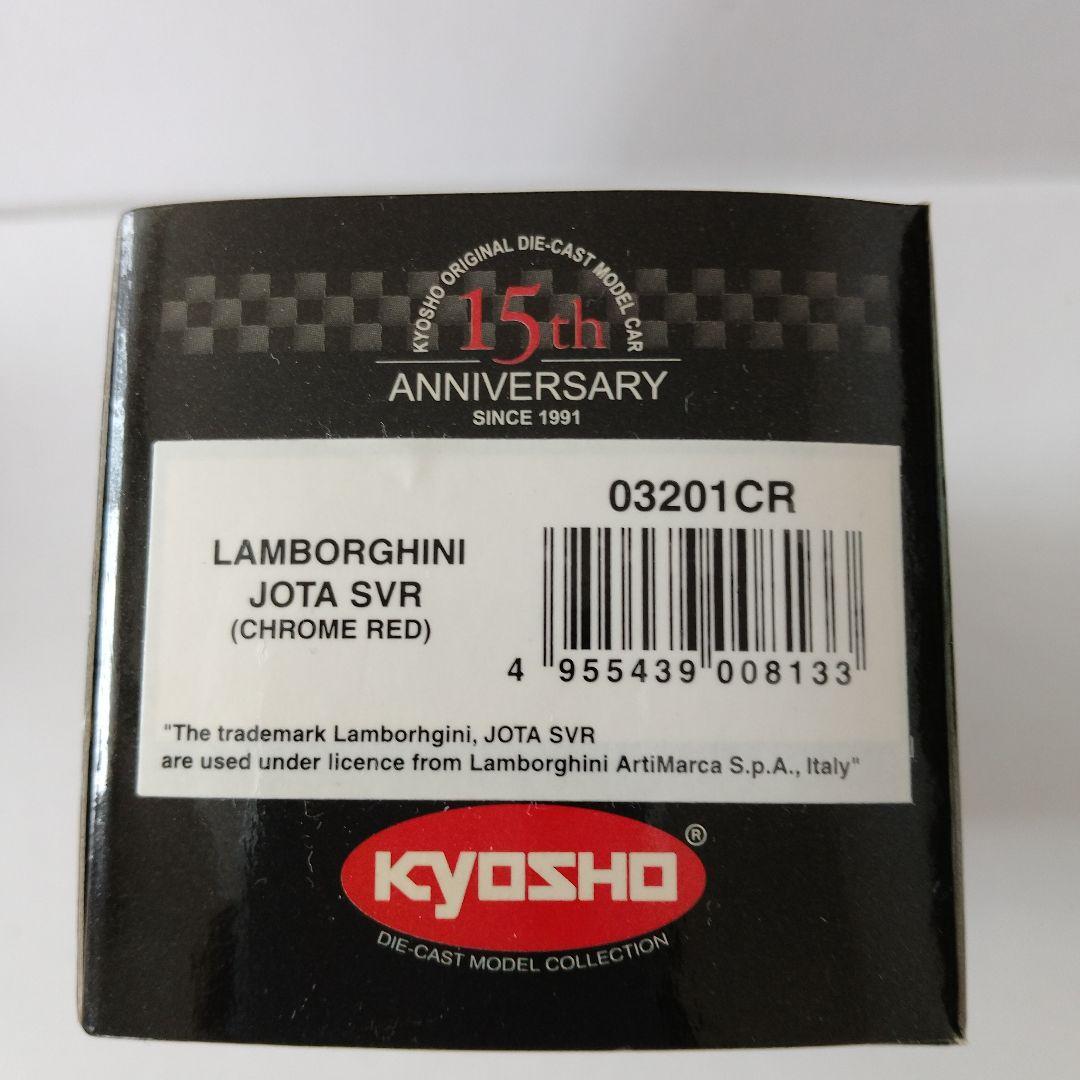 KYOSHO ORIGINAL DIE-CAST MODEL CAR
15th
ANNIVERSARY
SINCE 1991
03201CR
LAMBORGHINI
JOTA SVR
(CHROME RED)
4 955439 008133
"The trademark Lamborhgini, JOTA SVR
are used under licence from Lamborghini ArtiMarca S.p.A., Italy"
KYOSHO®
DIE-CAST MODEL COLLECTION